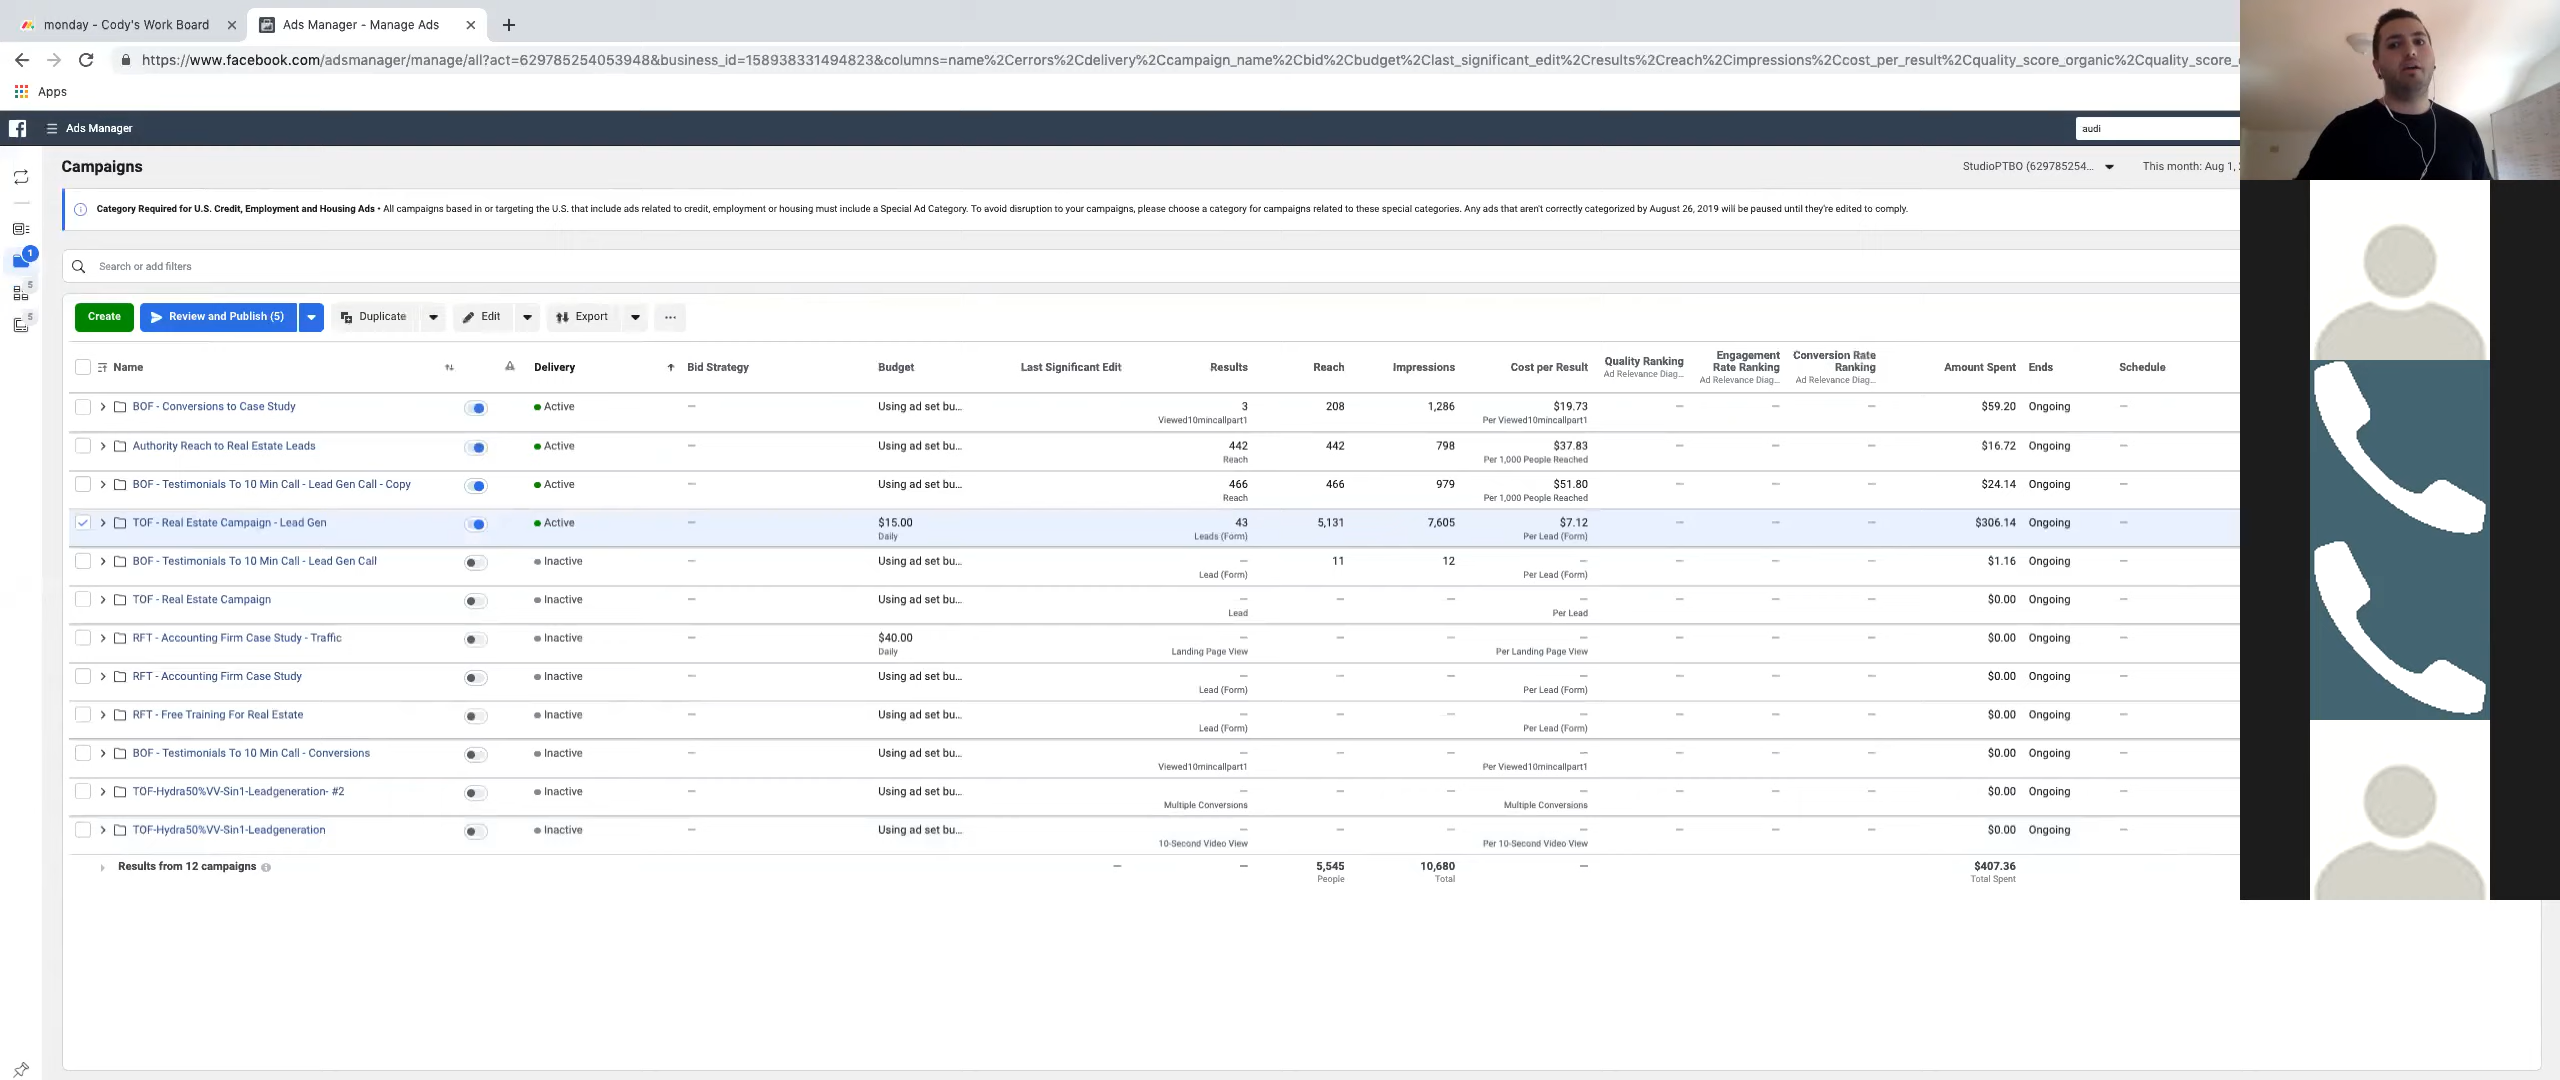 monday - Cody's Work Board
Ads Manager - Manage Ads
https://www.facebook.com/adsmanager/manage/all?act=629785254053948&business_id=158938331494823&columns=name%2Cerrors%2Cdelivery%2Ccampaign_name%2Cbid%2Cbudget%2Clast_significant_edit%2Cresults%2Creach%2Cimpressions%2Ccost_per_result%2Cquality_score_organic%2Cquality_score_
Apps
Ads Manager
audi
Campaigns
StudioPTBO (629785254...
This month: Aug 1,
Category Required for U.S. Credit, Employment and Housing Ads • All campaigns based in or targeting the U.S. that include ads related to credit, employment or housing must include a Special Ad Category. To avoid disruption to your campaigns, please choose a category for campaigns related to these special categories. Any ads that aren't correctly categorized by August 26, 2019 will be paused until they're edited to comply.
1
5
5
Search or add filters
Create Review and Publish (5) Duplicate Edit Export ...
Name Delivery Bid Strategy Budget Last Significant Edit Results Reach Impressions Cost per Result Quality Ranking Engagement Rate Ranking Conversion Rate Ranking Amount Spent Ends Schedule
Ad Relevance Diag... Ad Relevance Diag... Ad Relevance Diag...
BOF - Conversions to Case Study Active — Using ad set bu... 3 208 1,286 $19.73 — — — $59.20 Ongoing —
Viewed10mincallpart1 Per Viewed10mincallpart1
Authority Reach to Real Estate Leads Active — Using ad set bu... 442 442 798 $37.83 — — — $16.72 Ongoing —
Reach Per 1,000 People Reached
BOF - Testimonials To 10 Min Call - Lead Gen Call - Copy Active — Using ad set bu... 466 466 979 $51.80 — — — $24.14 Ongoing —
Reach Per 1,000 People Reached
TOF - Real Estate Campaign - Lead Gen Active — $15.00 43 5,131 7,605 $7.12 — — — $306.14 Ongoing —
Daily Leads (Form) Per Lead (Form)
BOF - Testimonials To 10 Min Call - Lead Gen Call Inactive — Using ad set bu... — 11 12 — — — — $1.16 Ongoing —
Lead (Form) Per Lead (Form)
TOF - Real Estate Campaign Inactive — Using ad set bu... — — — — — — — $0.00 Ongoing —
Lead Per Lead
RFT - Accounting Firm Case Study - Traffic Inactive — $40.00 — — — — — — — $0.00 Ongoing —
Daily Landing Page View Per Landing Page View
RFT - Accounting Firm Case Study Inactive — Using ad set bu... — — — — — — — $0.00 Ongoing —
Lead (Form) Per Lead (Form)
RFT - Free Training For Real Estate Inactive — Using ad set bu... — — — — — — — $0.00 Ongoing —
Lead (Form) Per Lead (Form)
BOF - Testimonials To 10 Min Call - Conversions Inactive — Using ad set bu... — — — — — — — $0.00 Ongoing —
Viewed10mincallpart1 Per Viewed10mincallpart1
TOF-Hydra50%VV-Sin1-Leadgeneration- #2 Inactive — Using ad set bu... — — — — — — — $0.00 Ongoing —
Multiple Conversions Multiple Conversions
TOF-Hydra50%VV-Sin1-Leadgeneration Inactive — Using ad set bu... — — — — — — — $0.00 Ongoing —
10-Second Video View Per 10-Second Video View
Results from 12 campaigns — — 5,545 10,680 — $407.36
People Total Total Spent